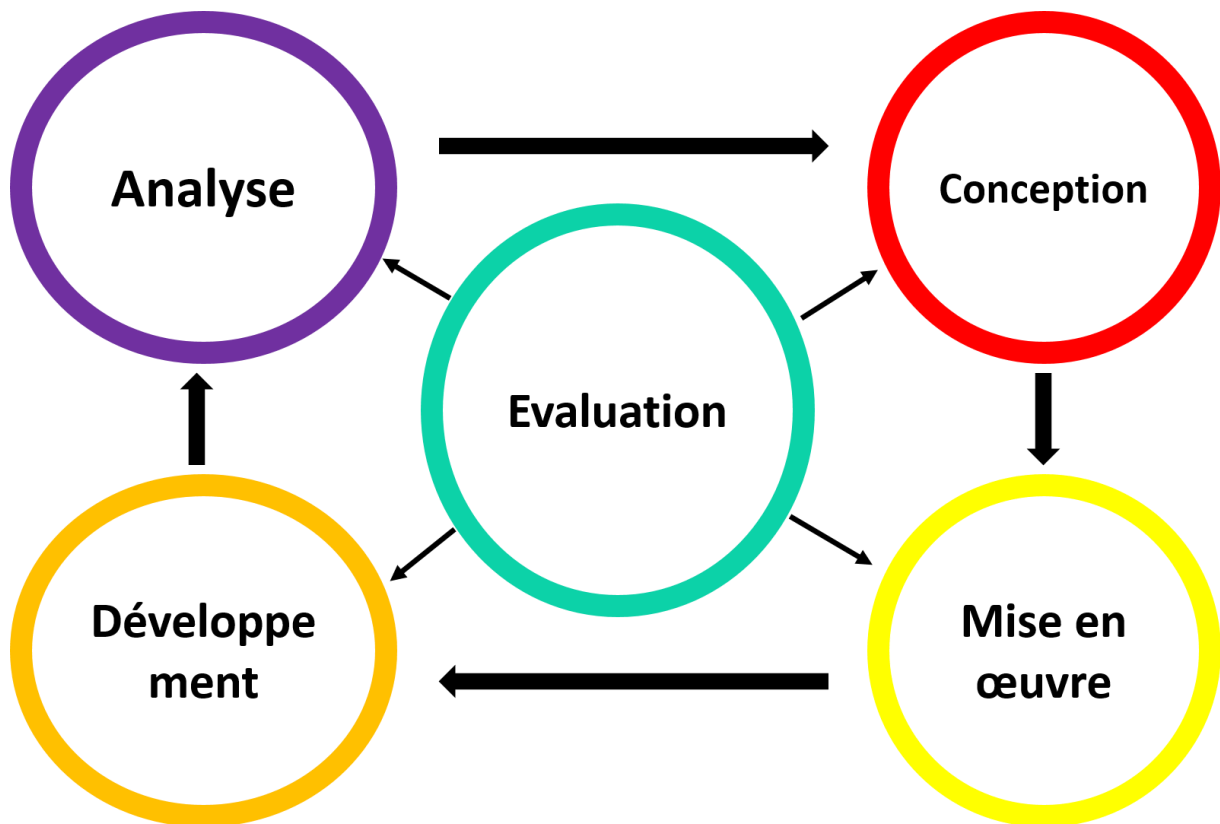 Analyse
Conception
Evaluation
Développe
ment
Mise en
œuvre